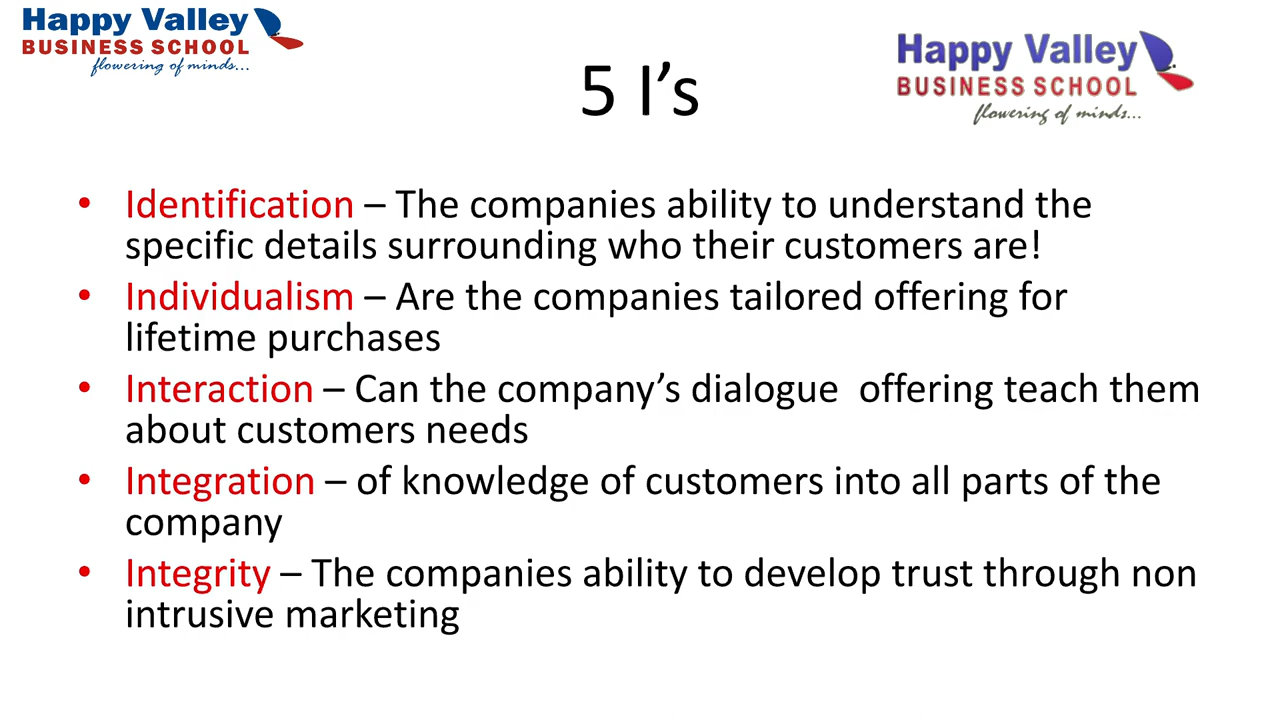 Happy Valley
BUSINESS SCHOOL
flowering of minds...
Happy Valley
BUSINESS SCHOOL
flowering of minds...
5 I’s
• Identification – The companies ability to understand the
specific details surrounding who their customers are!
• Individualism – Are the companies tailored offering for
lifetime purchases
• Interaction – Can the company’s dialogue  offering teach them
about customers needs
• Integration – of knowledge of customers into all parts of the
company
• Integrity – The companies ability to develop trust through non
intrusive marketing